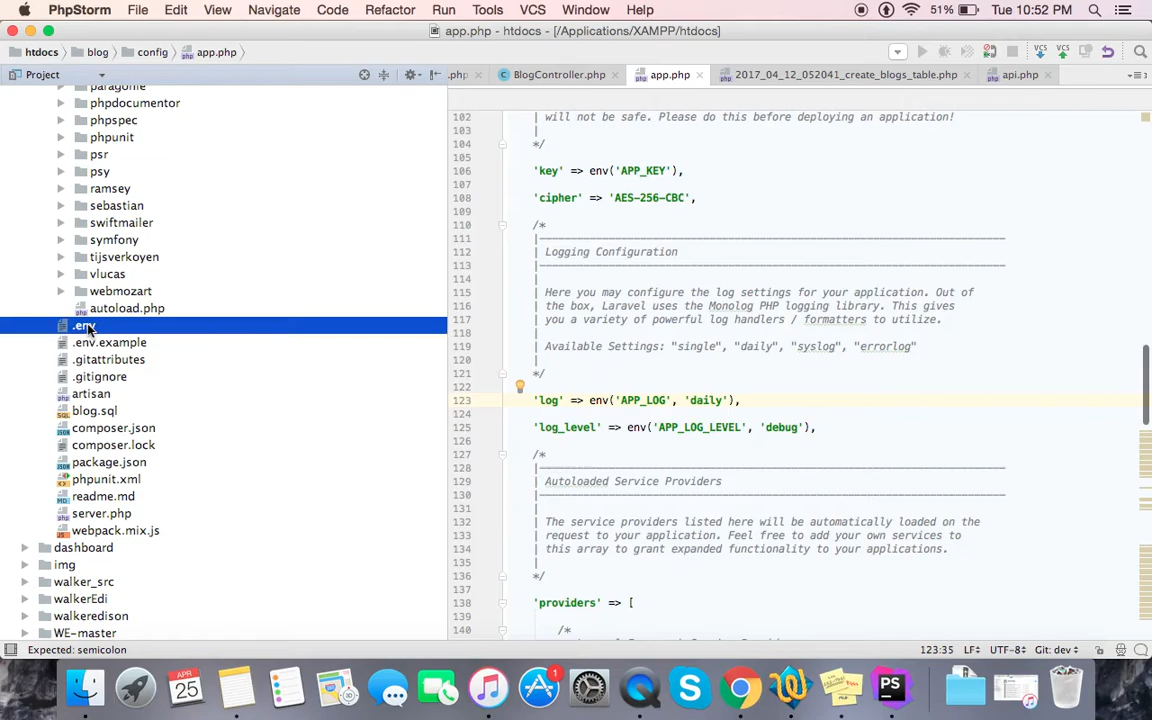 PhpStorm File Edit View Navigate Code Refactor Run Tools VCS Window Help 51% Tue 10:52 PM
app.php - htdocs - [/Applications/XAMPP/htdocs]
htdocs blog config app.php
Project .php BlogController.php app.php 2017_04_12_052041_create_blogs_table.php api.php
paragonie
phpdocumentor
phpspec
phpunit
psr
psy
ramsey
sebastian
swiftmailer
symfony
tijsverkoyen
vlucas
webmozart
autoload.php
.env
.env.example
.gitattributes
.gitignore
artisan
blog.sql
composer.json
composer.lock
package.json
phpunit.xml
readme.md
server.php
webpack.mix.js
dashboard
img
walker_src
walkerEdi
walkeredison
WE-master
102 | will not be safe. Please do this before deploying an application!
103 |
104 */
105
106 'key' => env('APP_KEY'),
107
108 'cipher' => 'AES-256-CBC',
109
110 /*
111 |--------------------------------------------------------------------------
112 | Logging Configuration
113 |--------------------------------------------------------------------------
114 |
115 | Here you may configure the log settings for your application. Out of
116 | the box, Laravel uses the Monolog PHP logging library. This gives
117 | you a variety of powerful log handlers / formatters to utilize.
118 |
119 | Available Settings: "single", "daily", "syslog", "errorlog"
120 |
121 */
122
123 'log' => env('APP_LOG', 'daily'),
124
125 'log_level' => env('APP_LOG_LEVEL', 'debug'),
126
127 /*
128 |--------------------------------------------------------------------------
129 | Autoloaded Service Providers
130 |--------------------------------------------------------------------------
131 |
132 | The service providers listed here will be automatically loaded on the
133 | request to your application. Feel free to add your own services to
134 | this array to grant expanded functionality to your applications.
135 |
136 */
137
138 'providers' => [
139
140 /*
Expected: semicolon 123:35 LF UTF-8 Git: dev
APR
25
1
PS